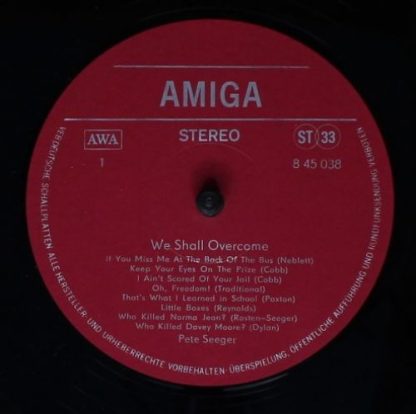 AMIGA
AWA
STEREO
ST 33
1
8 45 038
We Shall Overcome
If You Miss Me At The Back Of The Bus (Neblett)
Keep Your Eyes On The Prize (Cobb)
I Ain't Scared Of Your Jail (Cobb)
Oh, Freedom! (Traditional)
That's What I Learned in School (Paxton)
Little Boxes (Reynolds)
Who Killed Norma Jean? (Rosten-Seeger)
Who Killed Davey Moore? (Dylan)
Pete Seeger
VEB DEUTSCHE SCHALLPLATTEN ALLE HERSTELLER- UND URHEBERRECHTE VORBEHALTEN · ÜBERSPIELUNG, ÖFFENTLICHE AUFFÜHRUNG UND RUNDFUNKSENDUNG VERBOTEN